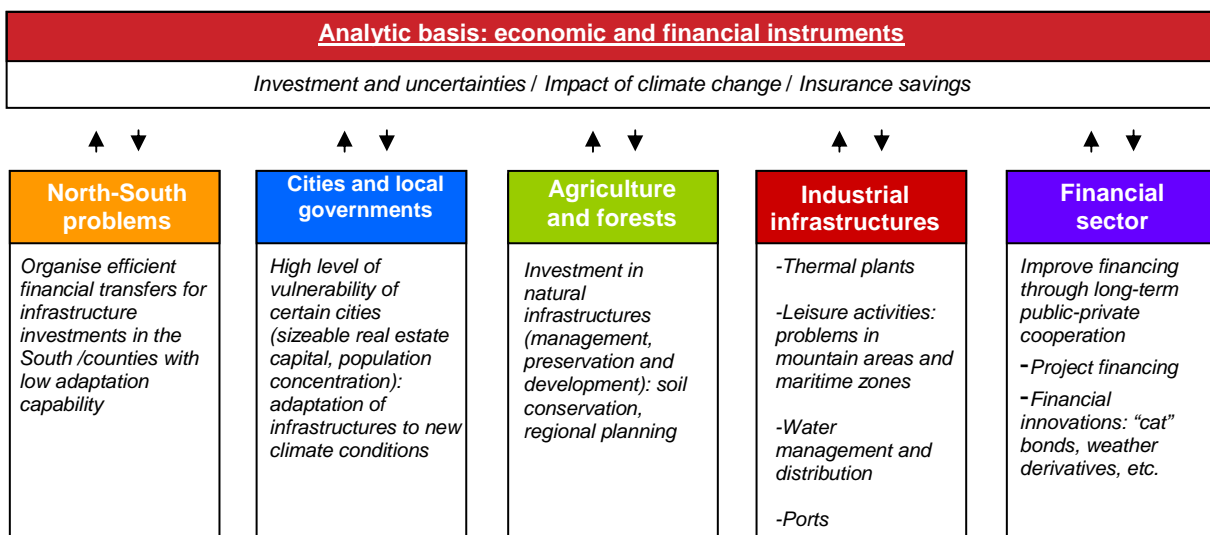 Analytic basis: economic and financial instruments
Investment and uncertainties / Impact of climate change / Insurance savings
North-South
problems
Organise efficient
financial transfers for
infrastructure
investments in the
South /counties with
low adaptation
capability
Cities and local
governments
High level of
vulnerability of
certain cities
(sizeable real estate
capital, population
concentration):
adaptation of
infrastructures to new
climate conditions
Agriculture
and forests
Investment in
natural
infrastructures
(management,
preservation and
development): soil
conservation,
regional planning
Industrial
infrastructures
-Thermal plants
-Leisure activities:
problems in
mountain areas and
maritime zones
-Water
management and
distribution
-Ports
Financial
sector
Improve financing
through long-term
public-private
cooperation
-Project financing
-Financial
innovations: “cat”
bonds, weather
derivatives, etc.